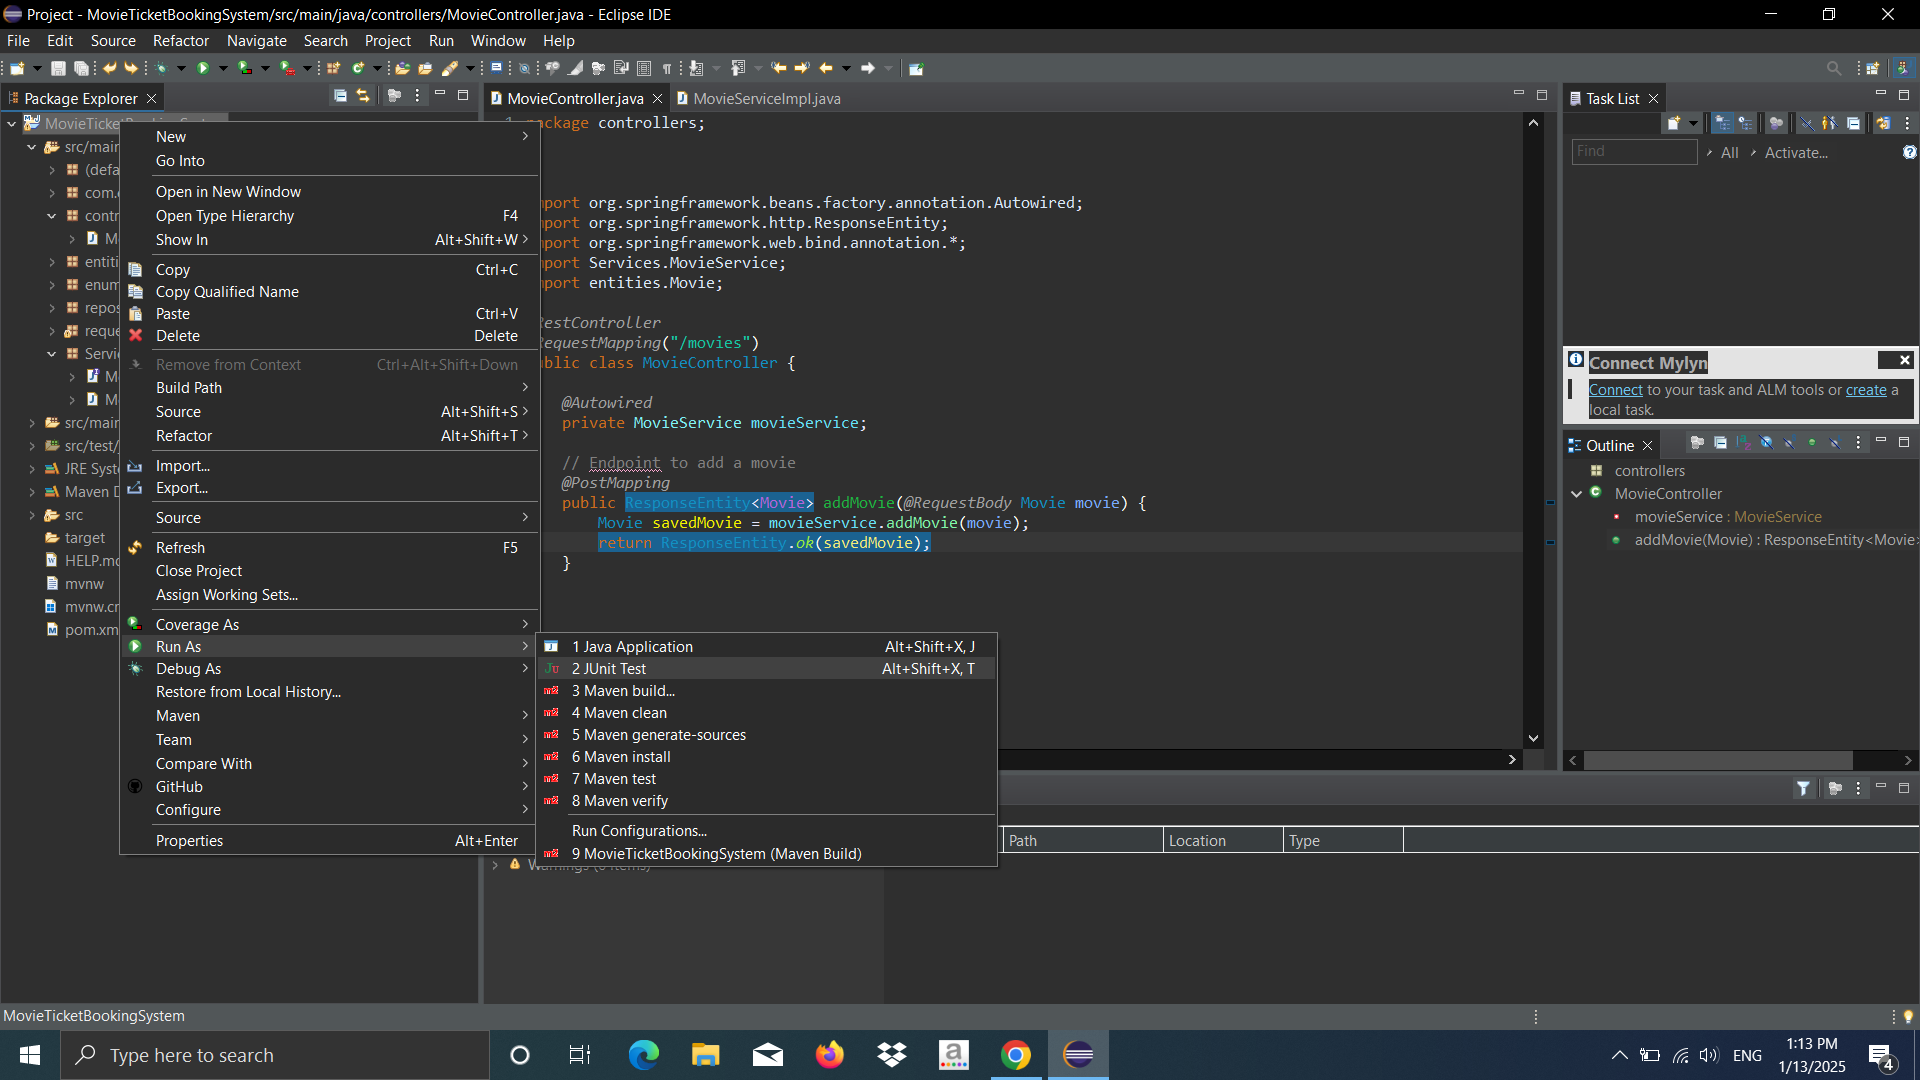 Project - MovieTicketBookingSystem/src/main/java/controllers/MovieController.java - Eclipse IDE
File Edit Source Refactor Navigate Search Project Run Window Help
Package Explorer
MovieController.java
MovieServiceImpl.java
Task List
MovieTicket
src/main
(defa
com.
contr
M
entiti
enum
repos
reque
Servi
M
M
src/main
src/test/
JRE Syst
Maven D
src
target
HELP.md
mvnw
mvnw.cm
pom.xm
New
Go Into
Open in New Window
Open Type Hierarchy F4
Show In Alt+Shift+W
Copy Ctrl+C
Copy Qualified Name
Paste Ctrl+V
Delete Delete
Remove from Context Ctrl+Alt+Shift+Down
Build Path
Source Alt+Shift+S
Refactor Alt+Shift+T
Import...
Export...
Source
Refresh F5
Close Project
Assign Working Sets...
Coverage As
Run As
Debug As
Restore from Local History...
Maven
Team
Compare With
GitHub
Configure
Properties Alt+Enter
1 Java Application Alt+Shift+X, J
2 JUnit Test Alt+Shift+X, T
3 Maven build...
4 Maven clean
5 Maven generate-sources
6 Maven install
7 Maven test
8 Maven verify
Run Configurations...
9 MovieTicketBookingSystem (Maven Build)
package controllers;
port org.springframework.beans.factory.annotation.Autowired;
port org.springframework.http.ResponseEntity;
port org.springframework.web.bind.annotation.*;
port Services.MovieService;
port entities.Movie;
RestController
RequestMapping("/movies")
blic class MovieController {
@Autowired
private MovieService movieService;
// Endpoint to add a movie
@PostMapping
public ResponseEntity<Movie> addMovie(@RequestBody Movie movie) {
Movie savedMovie = movieService.addMovie(movie);
return ResponseEntity.ok(savedMovie);
}
Find All Activate...
Connect Mylyn
Connect to your task and ALM tools or create a
local task.
Outline
controllers
MovieController
movieService : MovieService
addMovie(Movie) : ResponseEntity<Movie>
Path Location Type
MovieTicketBookingSystem
Type here to search
ENG
1:13 PM
1/13/2025
4